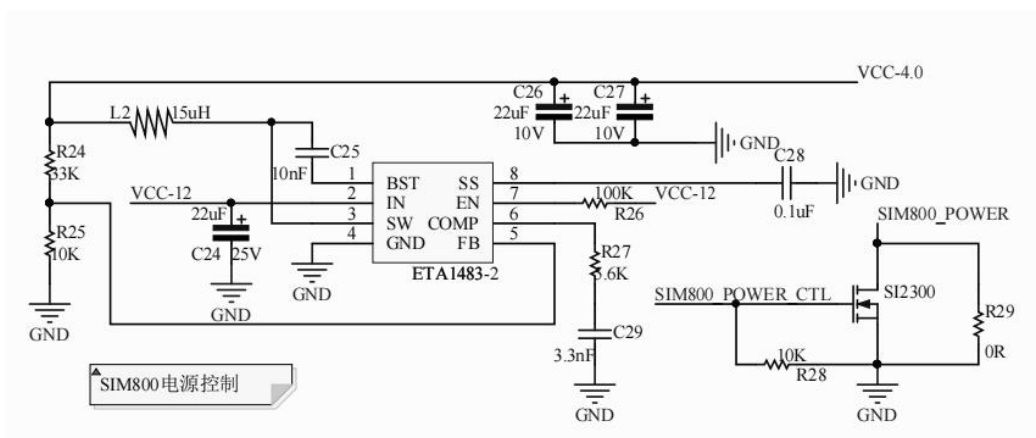 VCC-4.0
C26
22uF
10V
C27
22uF
10V
GND
L2
15uH
C25
10nF
R24
33K
VCC-12
22uF
C24
25V
GND
R25
10K
GND
1
2
3
4
BST
IN
SW
GND
SS
EN
COMP
FB
8
7
6
5
ETA1483-2
GND
C28
0.1uF
GND
100K
R26
VCC-12
R27
5.6K
C29
3.3nF
GND
SIM800_POWER
SIM800_POWER_CTL
SI2300
R29
0R
10K
R28
GND
SIM800电源控制